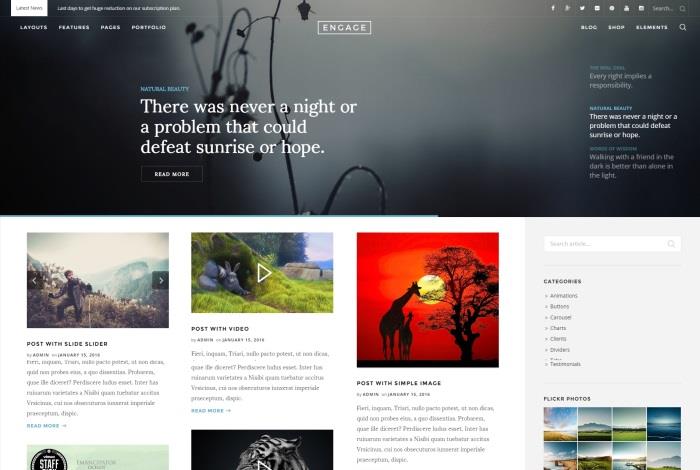 Latest News
Last days to get huge reduction on our subscription plan.
Search...
LAYOUTS FEATURES PAGES PORTFOLIO
ENGAGE
BLOG SHOP ELEMENTS
NATURAL BEAUTY
There was never a night or
a problem that could
defeat sunrise or hope.
READ MORE
THE REAL DEAL
Every right implies a
responsibility.
NATURAL BEAUTY
There was never a night or
a problem that could defeat
sunrise or hope.
WORDS OF WISDOM
Walking with a friend in the
dark is better than alone in
the light.
POST WITH SLIDE SLIDER
by ADMIN on JANUARY 15, 2016
Fieri, inquam, Triari, nullo pacto potest, ut non dicas,
quid non probes eius, a quo dissentias. Probarem,
quae ille diceret? Perdiscere ludus esset. Inter has
ruinarum varietates a Nisibi quam tuebatur accitus
Vrsicinus, cui nos obsecuturos iunxerat imperiale
praeceptum, dispic.
READ MORE →
POST WITH VIDEO
by ADMIN on JANUARY 15, 2016
Fieri, inquam, Triari, nullo pacto potest, ut non dicas,
quae ille diceret? Perdiscere ludus esset. Inter has
ruinarum varietates a Nisibi quam tuebatur accitus
Vrsicinus, cui nos obsecuturos iunxerat imperiale
praeceptum, dispic.
READ MORE →
POST WITH SIMPLE IMAGE
by ADMIN on JANUARY 15, 2016
Fieri, inquam, Triari, nullo pacto potest, ut non dicas,
quid non probes eius, a quo dissentias. Probarem,
quae ille diceret? Perdiscere ludus esset. Inter has
ruinarum varietates a Nisibi quam tuebatur accitus
Vrsicinus, cui nos obsecuturos iunxerat imperiale
Search article...
CATEGORIES
Animations
Buttons
Carousel
Charts
Clients
Dividers
Testimonials
FLICKR PHOTOS
STAFF
EMANCIPATOR